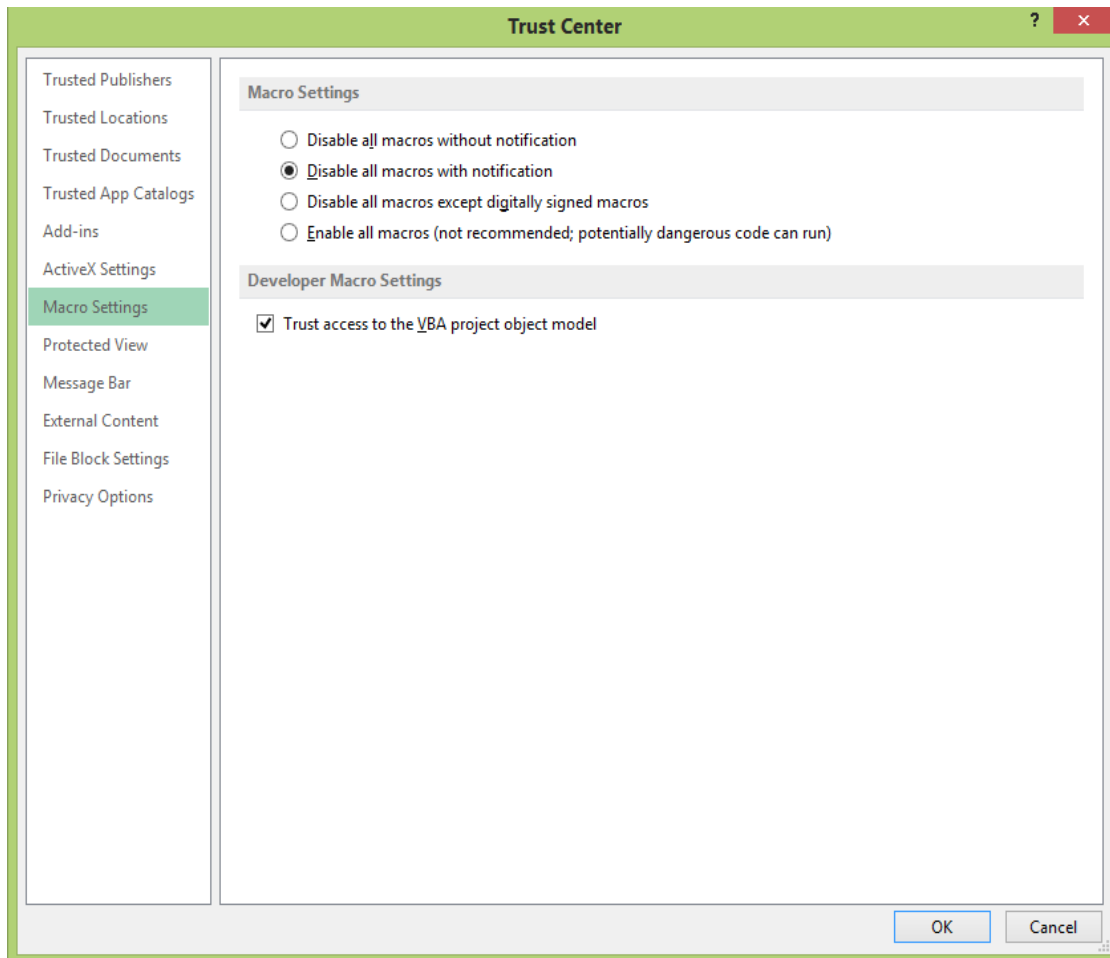 Trust Center
?
Trusted Publishers
Trusted Locations
Trusted Documents
Trusted App Catalogs
Add-ins
ActiveX Settings
Macro Settings
Protected View
Message Bar
External Content
File Block Settings
Privacy Options
Macro Settings
Disable all macros without notification
Disable all macros with notification
Disable all macros except digitally signed macros
Enable all macros (not recommended; potentially dangerous code can run)
Developer Macro Settings
Trust access to the VBA project object model
OK
Cancel